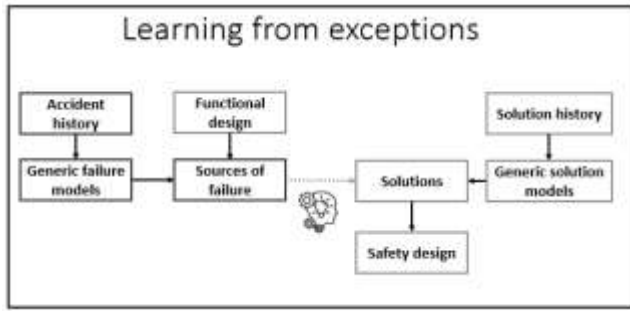 Learning from exceptions
Accident
history
Functional
design
Solution history
Generic failure
models
Sources of
failure
Solutions
Generic solution
models
Safety design